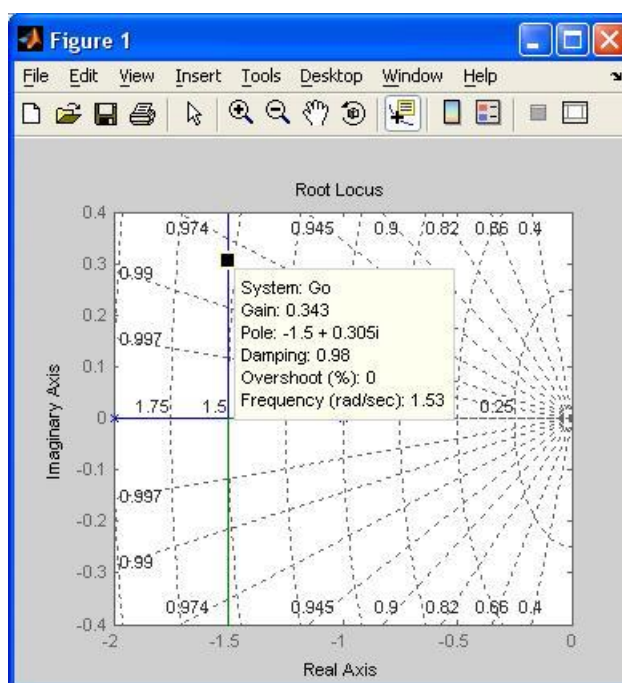 Figure 1
File Edit View Insert Tools Desktop Window Help
Root Locus
0.4
0.974 0.945 0.9 0.82 0.66 0.4
0.3
0.99
System: Go
Gain: 0.343
0.2
Pole: -1.5 + 0.305i
0.997
Damping: 0.98
0.1
Overshoot (%): 0
Frequency (rad/sec): 1.53
1.75 1.5 0.25
0
Imaginary Axis
-0.1
0.997
-0.2
0.99
-0.3
0.974 0.945 0.9 0.82 0.66 0.4
-0.4
-2 -1.5 -1 -0.5 0
Real Axis